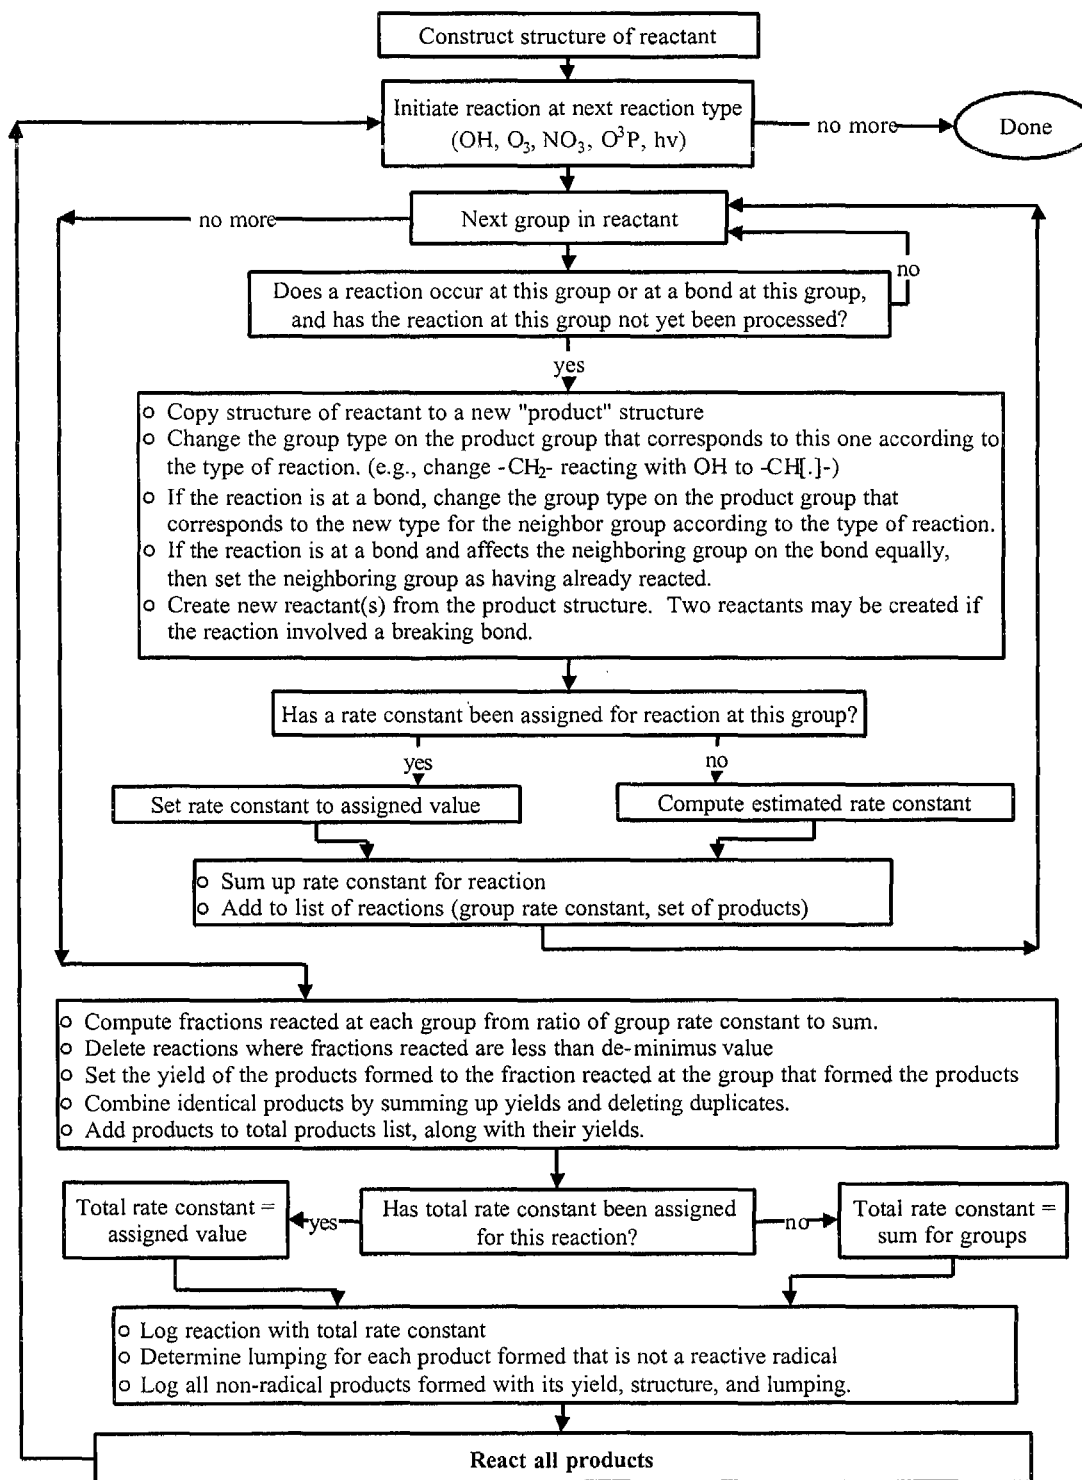 Construct structure of reactant
Initiate reaction at next reaction type
(OH, O₃, NO₃, O³P, hv)
no more
Done
no more
Next group in reactant
no
Does a reaction occur at this group or at a bond at this group,
and has the reaction at this group not yet been processed?
yes
o Copy structure of reactant to a new "product" structure
o Change the group type on the product group that corresponds to this one according to
the type of reaction. (e.g., change -CH₂- reacting with OH to -CH[.]-)
o If the reaction is at a bond, change the group type on the product group that
corresponds to the new type for the neighbor group according to the type of reaction.
o If the reaction is at a bond and affects the neighboring group on the bond equally,
then set the neighboring group as having already reacted.
o Create new reactant(s) from the product structure. Two reactants may be created if
the reaction involved a breaking bond.
Has a rate constant been assigned for reaction at this group?
yes
no
Set rate constant to assigned value
Compute estimated rate constant
o Sum up rate constant for reaction
o Add to list of reactions (group rate constant, set of products)
o Compute fractions reacted at each group from ratio of group rate constant to sum.
o Delete reactions where fractions reacted are less than de-minimus value
o Set the yield of the products formed to the fraction reacted at the group that formed the products
o Combine identical products by summing up yields and deleting duplicates.
o Add products to total products list, along with their yields.
Total rate constant =
assigned value
yes
Has total rate constant been assigned
for this reaction?
no
Total rate constant =
sum for groups
o Log reaction with total rate constant
o Determine lumping for each product formed that is not a reactive radical
o Log all non-radical products formed with its yield, structure, and lumping.
React all products